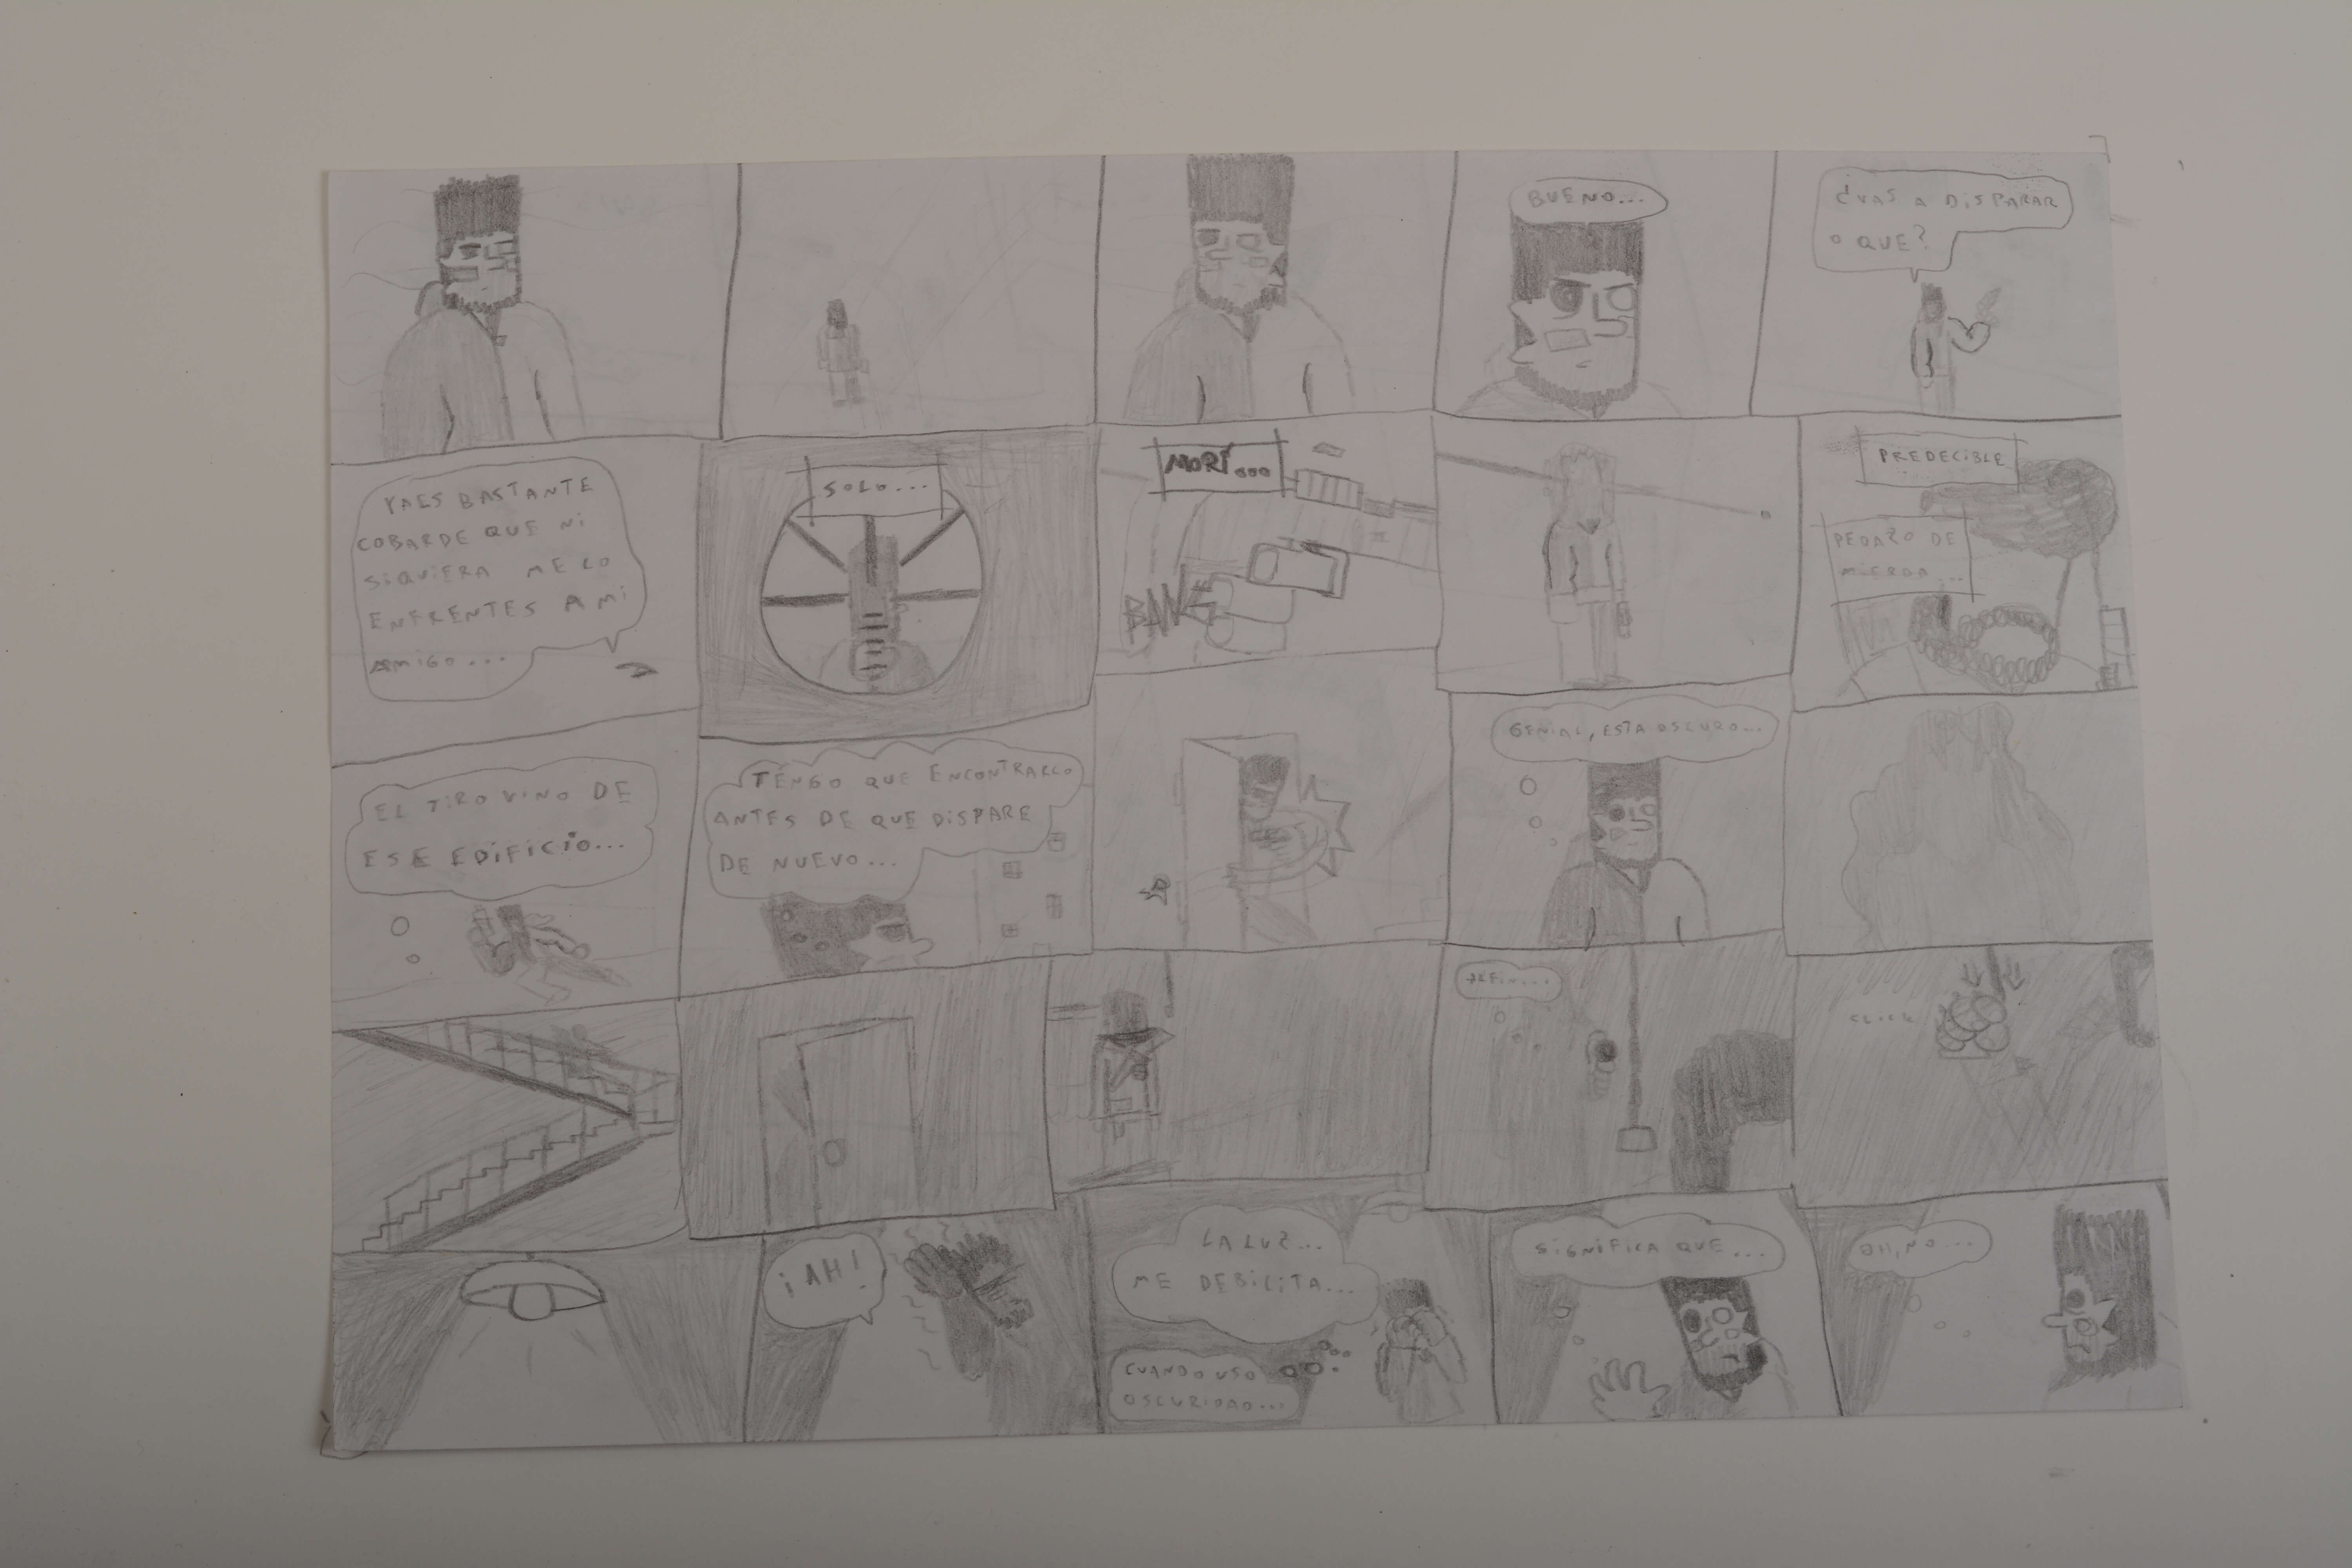 BUENO...
¿VAS A DISPARAR
O QUE?
YA ES BASTANTE
COBARDE QUE NI
SIQUIERA ME LO
ENFRENTES A MI
AMIGO...
SOLO...
MORÍ...
BANG
PREDECIBLE
PEDAZO DE
MIERDA...
EL TIRO VINO DE
ESE EDIFICIO...
TENGO QUE ENCONTRARLO
ANTES DE QUE DISPARE
DE NUEVO...
GENIAL, ESTA OSCURO...
AL FIN...
CLICK
¡AH!
LA LUZ...
ME DEBILITA...
CUANDO USO
OSCURIDAD...
SIGNIFICA QUE...
OH, NO...